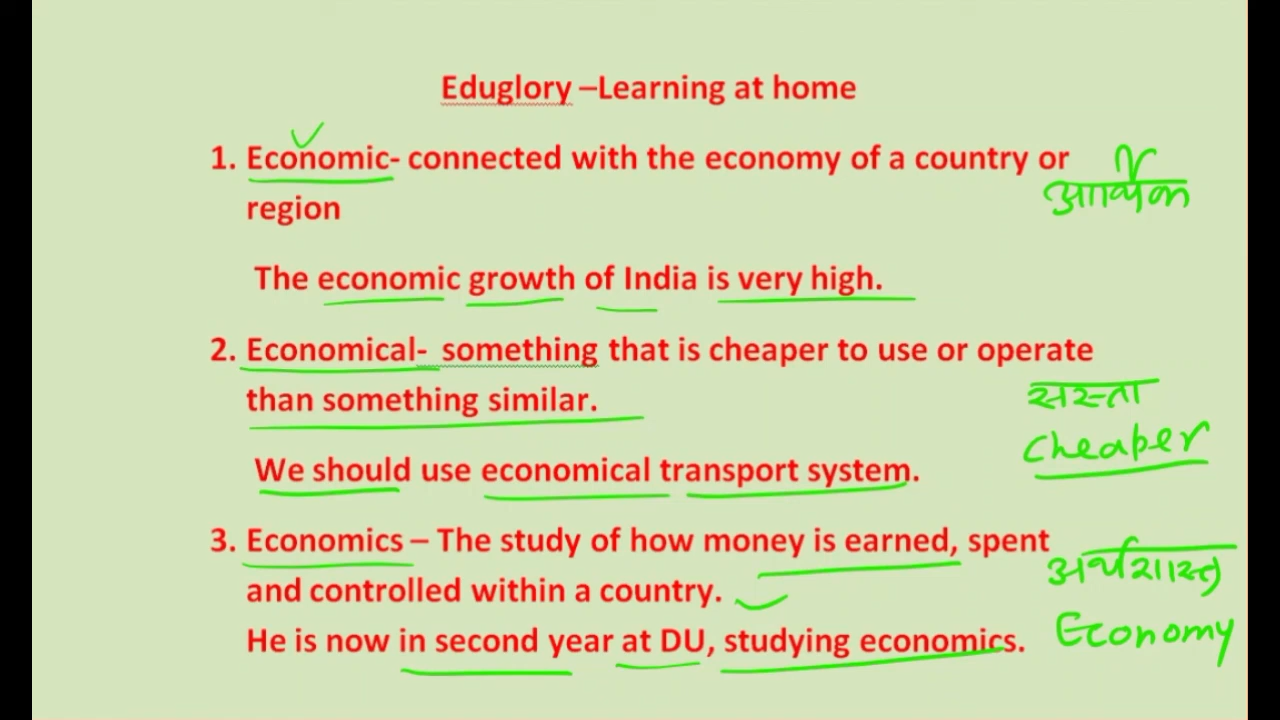 Eduglory –Learning at home
1. Economic- connected with the economy of a country or
आर्थिक
region
The economic growth of India is very high.
2. Economical- something that is cheaper to use or operate
than something similar.
सस्ता
cheaper
We should use economical transport system.
3. Economics – The study of how money is earned, spent
अर्थशास्त्र
and controlled within a country.
He is now in second year at DU, studying economics.
Economy